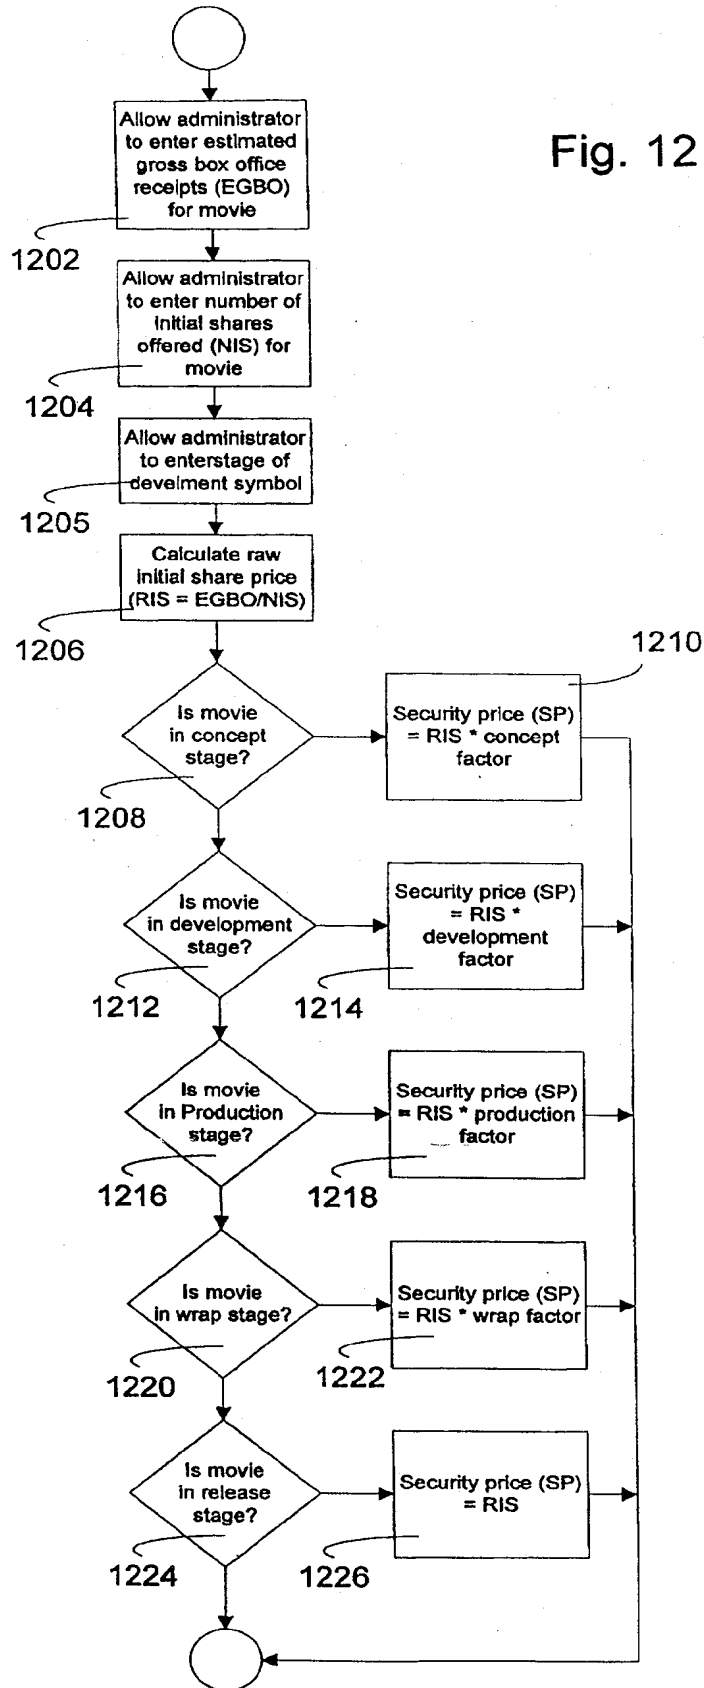 Fig. 12
Allow administrator
to enter estimated
gross box office
receipts (EGBO)
for movie
1202
Allow administrator
to enter number of
initial shares
offered (NIS) for
movie
1204
Allow administrator
to enterstage of
develment symbol
1205
Calculate raw
initial share price
(RIS = EGBO/NIS)
1206
Is movie
in concept
stage?
1208
Security price (SP)
= RIS * concept
factor
1210
Is movie
in development
stage?
1212
Security price (SP)
= RIS *
development
factor
1214
Is movie
in Production
stage?
1216
Security price (SP)
= RIS * production
factor
1218
Is movie
in wrap stage?
1220
Security price (SP)
= RIS * wrap factor
1222
Is movie
in release
stage?
1224
Security price (SP)
= RIS
1226